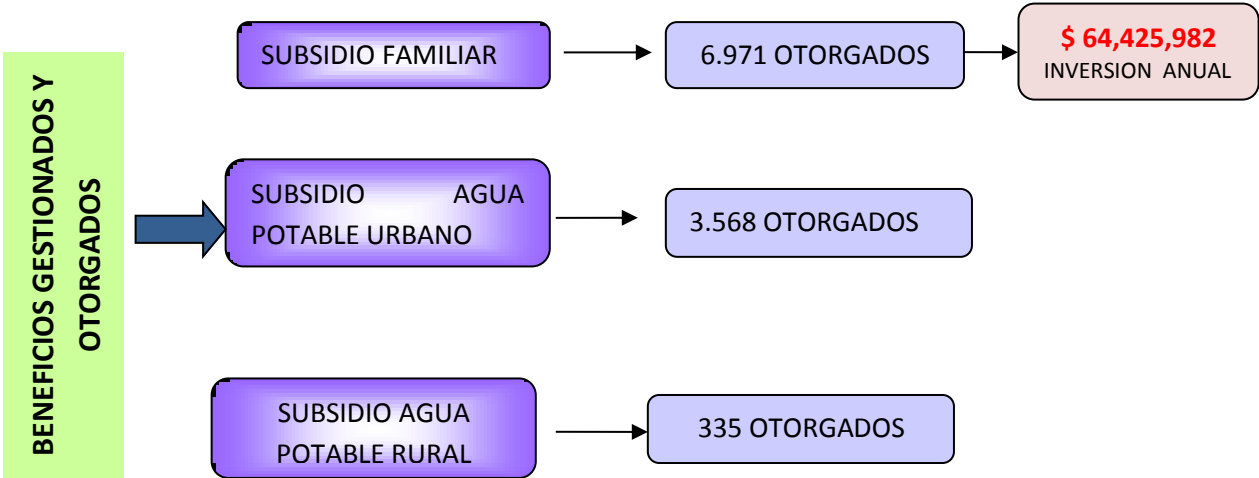 BENEFICIOS GESTIONADOS Y
OTORGADOS
SUBSIDIO FAMILIAR
6.971 OTORGADOS
$ 64,425,982
INVERSION ANUAL
SUBSIDIO AGUA
POTABLE URBANO
3.568 OTORGADOS
SUBSIDIO AGUA
POTABLE RURAL
335 OTORGADOS